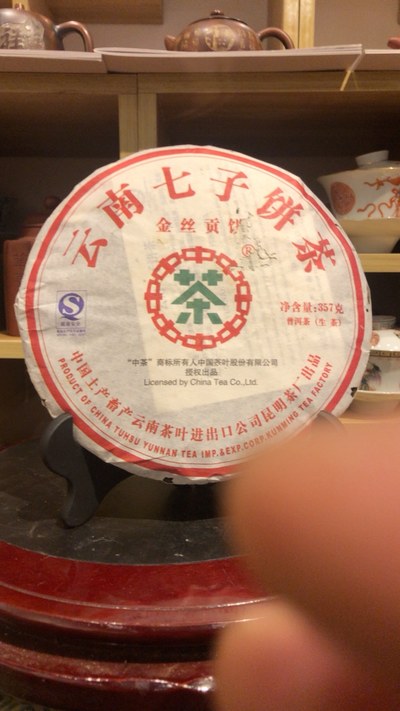 云南七子饼茶
金丝贡饼
®
茶
净含量:357克
普洱茶（生茶）
“中茶”商标所有人中国茶叶股份有限公司
授权出品
Licensed by China Tea Co.,Ltd.
中国土产畜产云南茶叶进出口公司昆明茶厂出品
PRODUCT OF CHINA TUHSU YUNNAN TEA IMP.&EXP.CORP.KUNMING TEA FACTORY